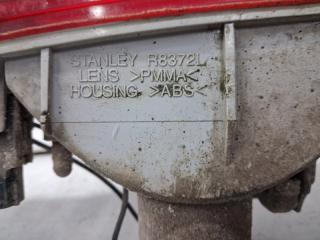 STANLEY R8372L
LENS >PMMA<
HOUSING >ABS<